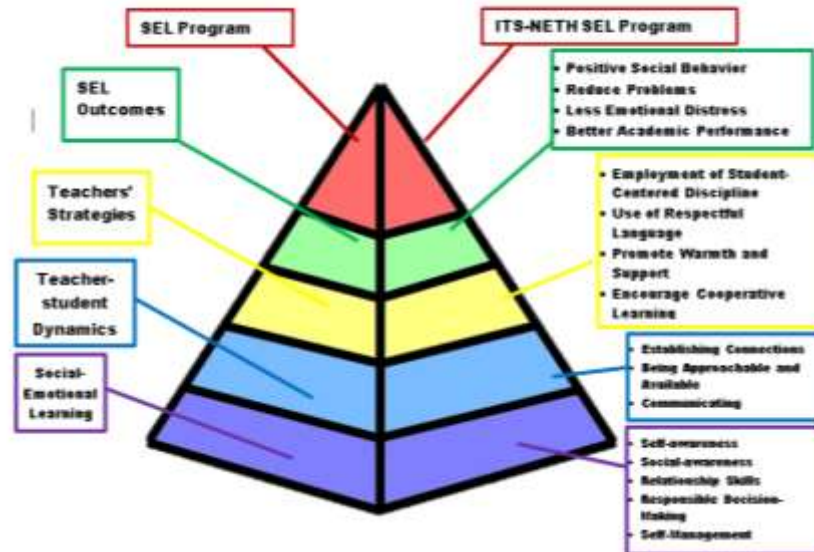 SEL Program
ITS-NETH SEL Program
SEL
Outcomes
• Positive Social Behavior
• Reduce Problems
• Less Emotional Distress
• Better Academic Performance
Teachers'
Strategies
• Employment of Student-
Centered Discipline
• Use of Respectful
Language
• Promote Warmth and
Support
• Encourage Cooperative
Learning
Teacher-
student
Dynamics
• Establishing Connections
• Being Approachable and
Available
• Communicating
Social-
Emotional
Learning
• Self-awareness
• Social-awareness
• Relationship Skills
• Responsible Decision-
Making
• Self-Management